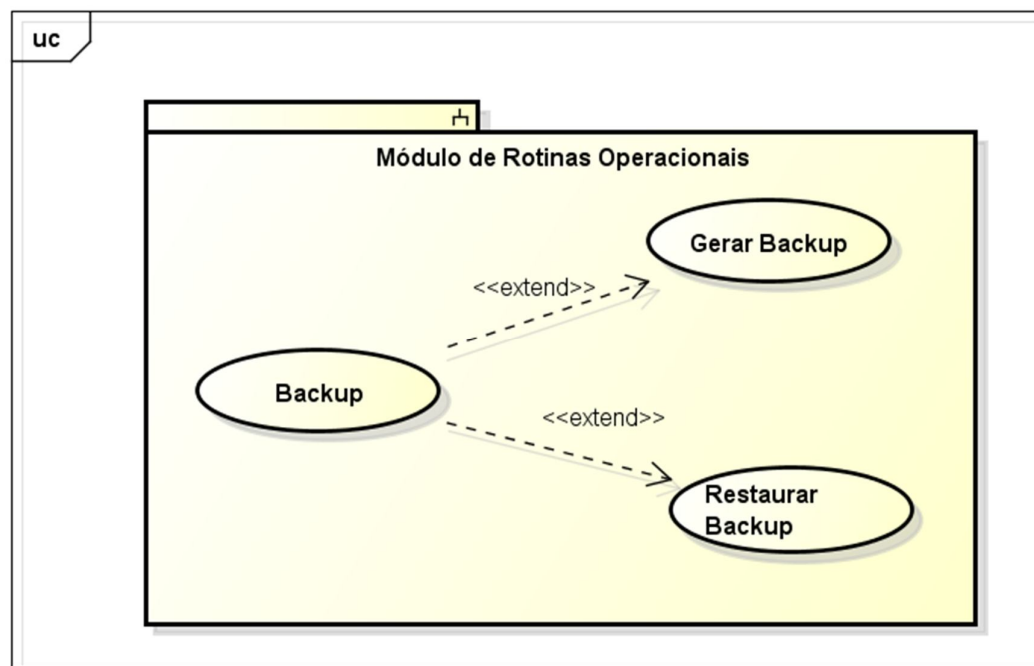 uc
Módulo de Rotinas Operacionais
Gerar Backup
<<extend>>
Backup
<<extend>>
Restaurar
Backup